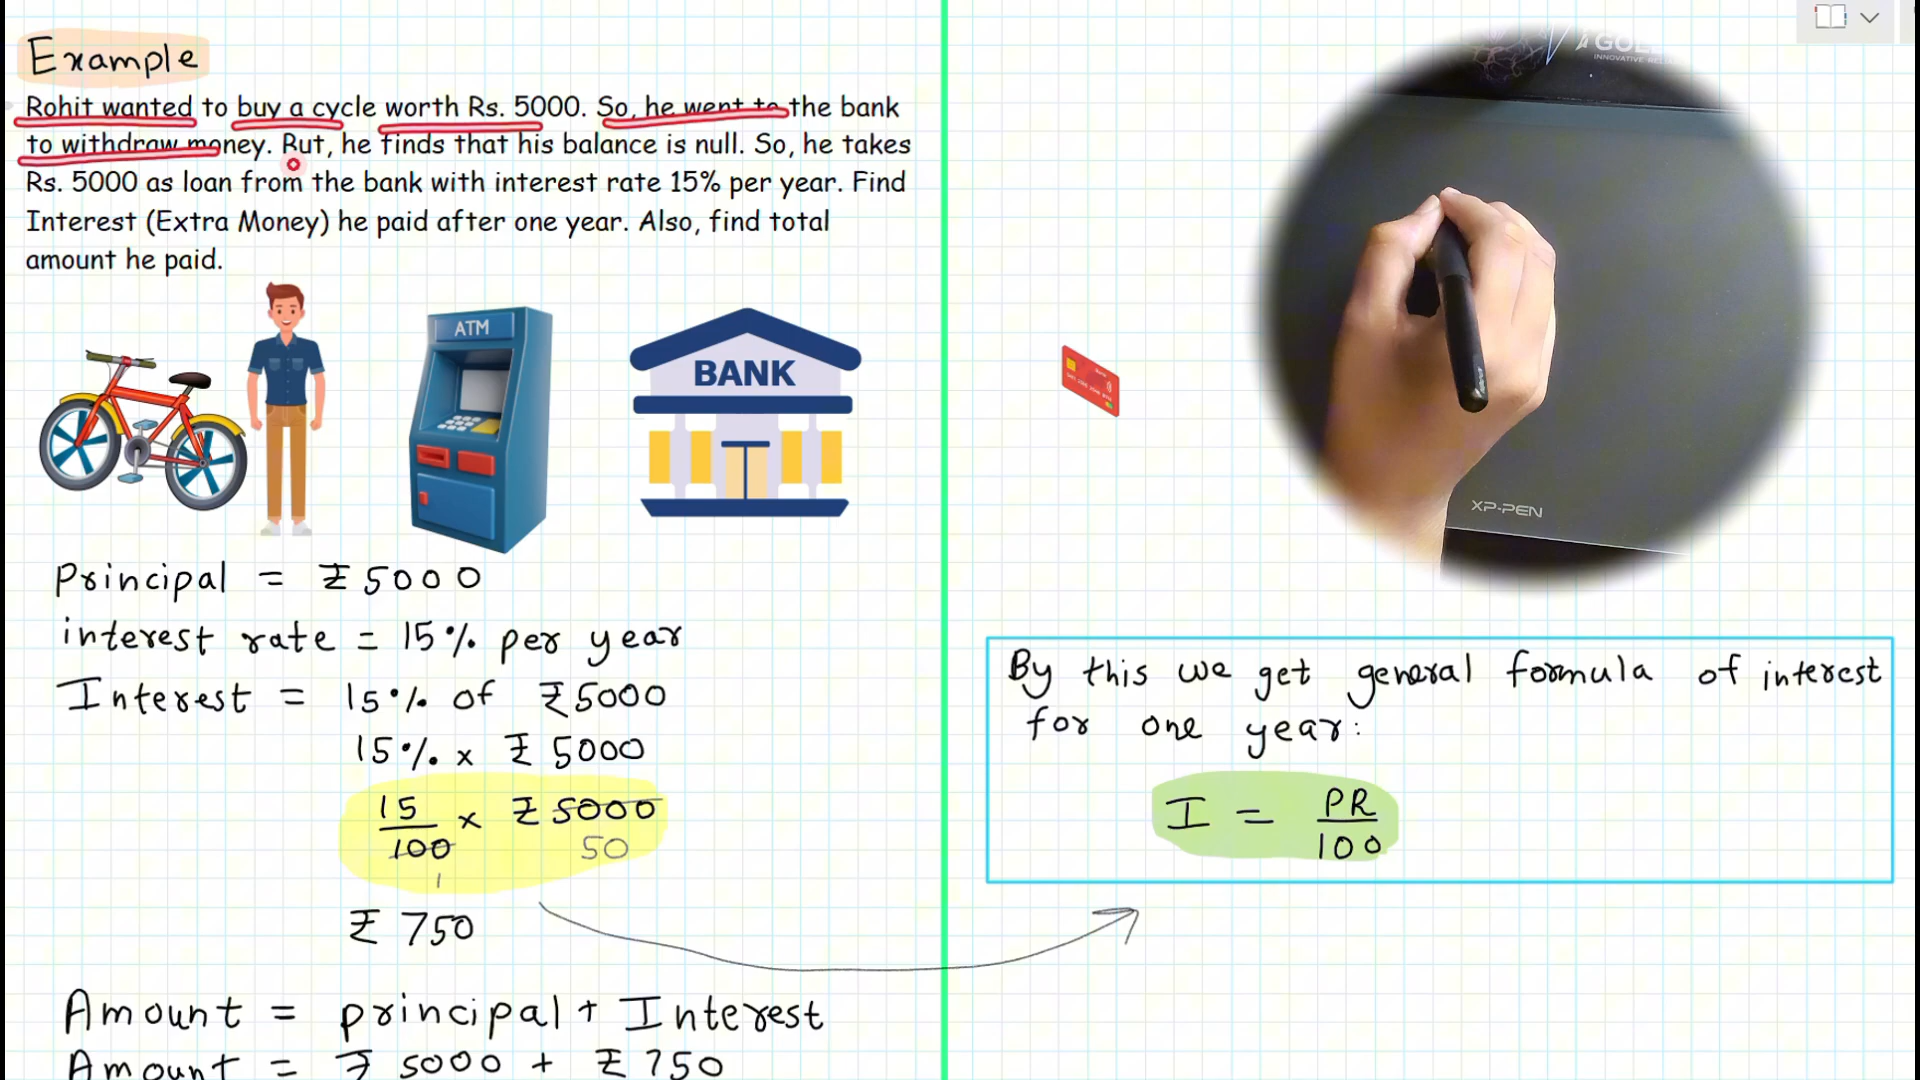 Example
Rohit wanted to buy a cycle worth Rs. 5000. So, he went to the bank
to withdraw money. But, he finds that his balance is null. So, he takes
Rs. 5000 as loan from the bank with interest rate 15% per year. Find
Interest (Extra Money) he paid after one year. Also, find total
amount he paid.
ATM
BANK
XP-PEN
Principal = ₹ 5000
interest rate = 15% per year
Interest = 15% of ₹ 5000
15% x ₹ 5000
15/100 x ₹ 5000
1 50
₹ 750
Amount = principal + Interest
Amount = ₹ 5000 + ₹ 750
By this we get general formula of interest
for one year:
I = PR/100